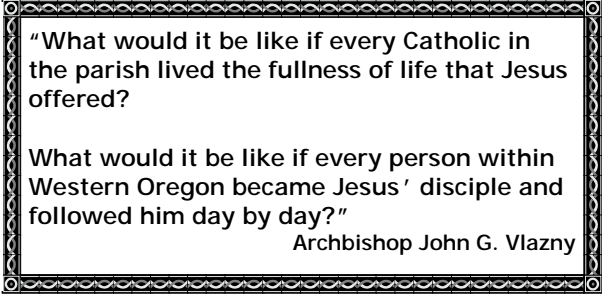 “What would it be like if every Catholic in
the parish lived the fullness of life that Jesus
offered?
What would it be like if every person within
Western Oregon became Jesus’ disciple and
followed him day by day?”
Archbishop John G. Vlazny